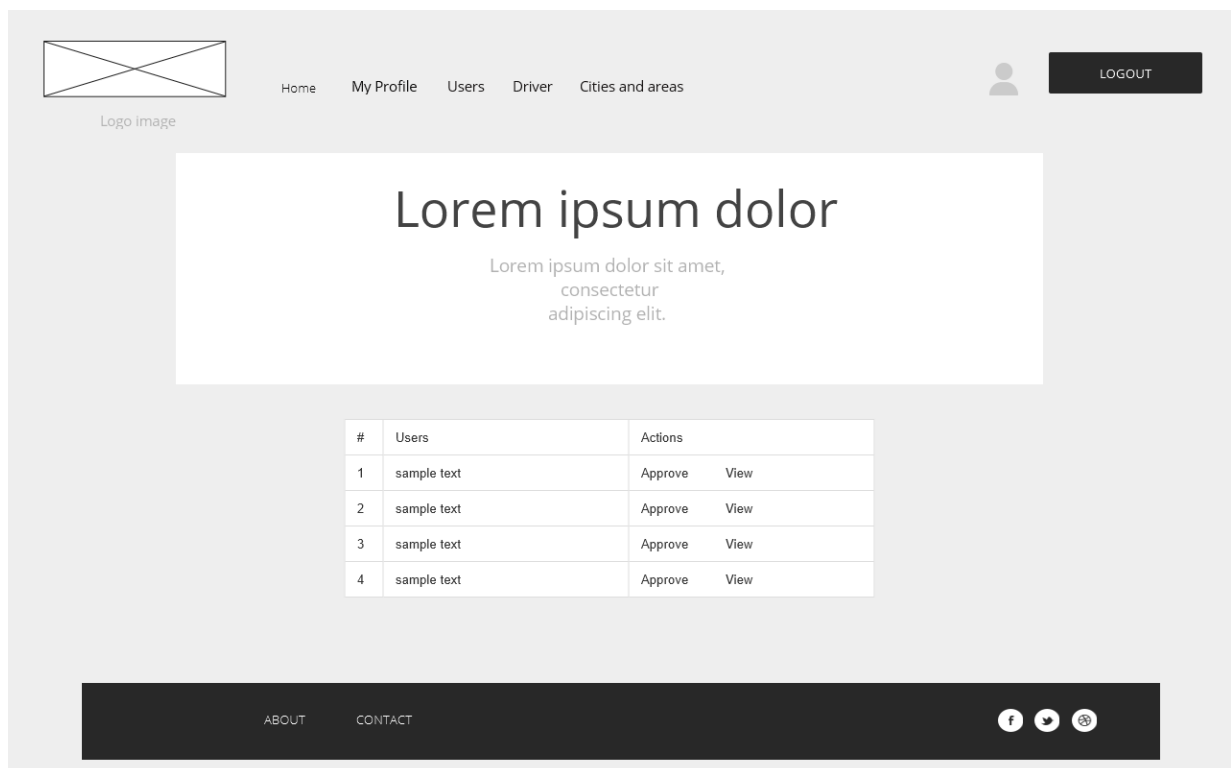 Home My Profile Users Driver Cities and areas
LOGOUT
Logo image
Lorem ipsum dolor
Lorem ipsum dolor sit amet,
consectetur
adipiscing elit.
# Users Actions
1 sample text Approve View
2 sample text Approve View
3 sample text Approve View
4 sample text Approve View
ABOUT CONTACT